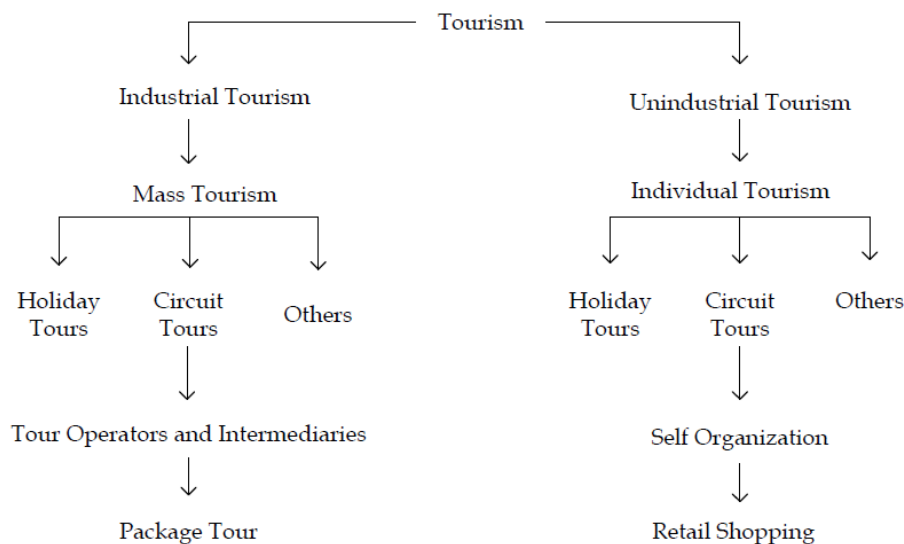 Tourism
Industrial Tourism
Unindustrial Tourism
Mass Tourism
Individual Tourism
Holiday
Tours
Circuit
Tours
Others
Holiday
Tours
Circuit
Tours
Others
Tour Operators and Intermediaries
Self Organization
Package Tour
Retail Shopping